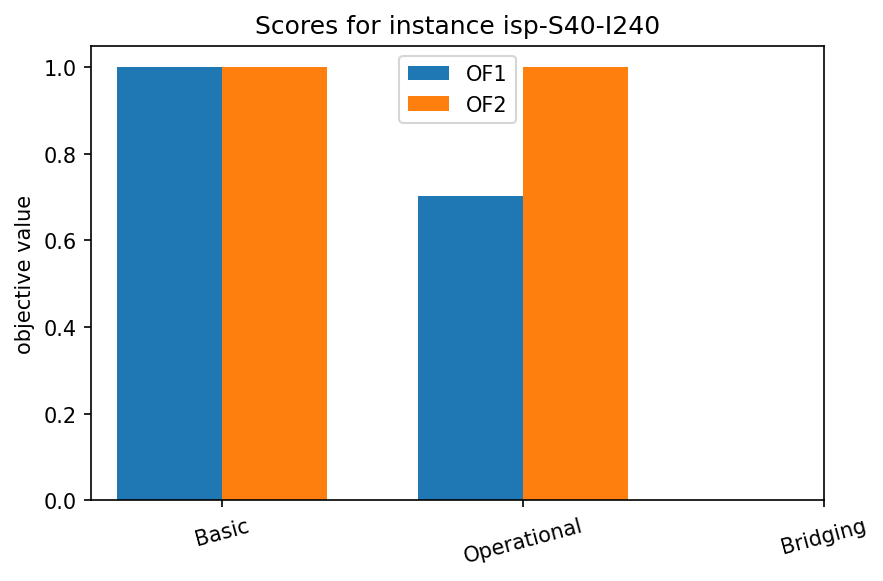 Scores for instance isp-S40-I240
OF1
OF2
objective value
1.0
0.8
0.6
0.4
0.2
0.0
Basic
Operational
Bridging